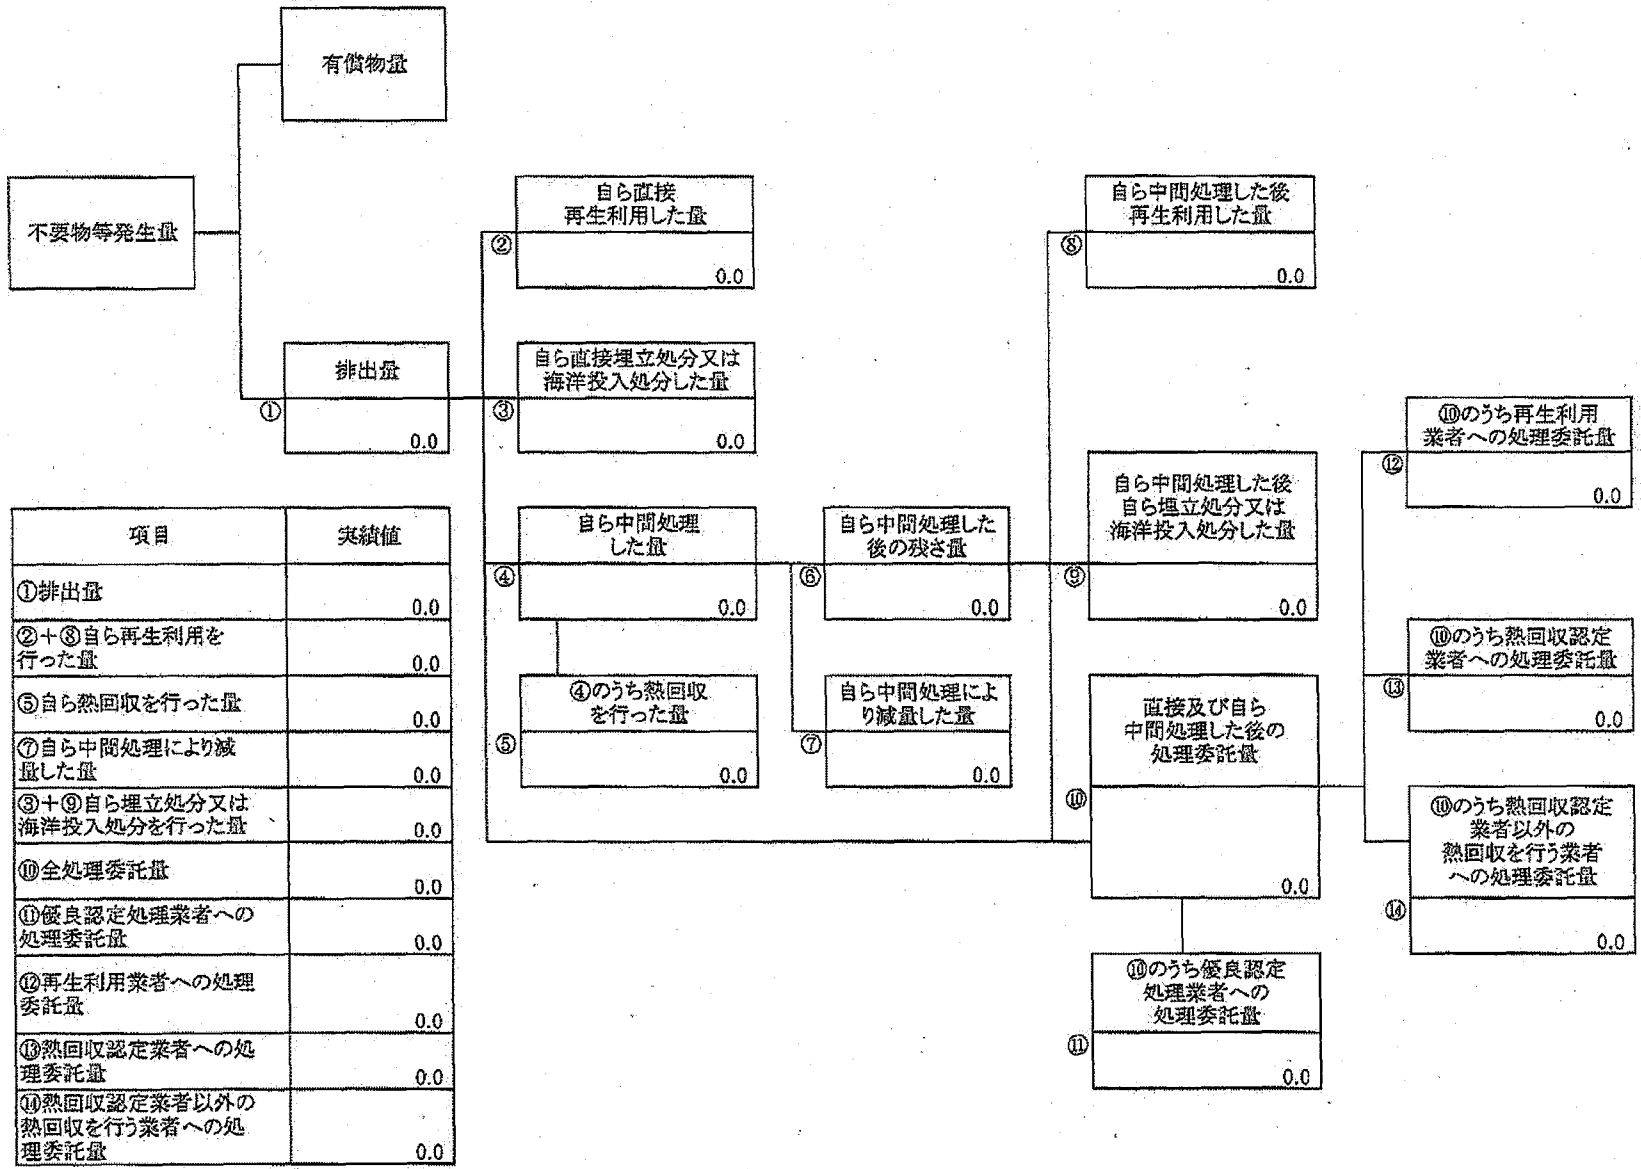 有償物量
不要物等発生量
排出量
①
0.0
自ら直接
再生利用した量
②
0.0
自ら直接埋立処分又は
海洋投入処分した量
③
0.0
自ら中間処理
した量
④
0.0
④のうち熱回収
を行った量
⑤
0.0
自ら中間処理した
後の残さ量
⑥
0.0
自ら中間処理によ
り減量した量
⑦
0.0
自ら中間処理した後
再生利用した量
⑧
0.0
自ら中間処理した後
自ら埋立処分又は
海洋投入処分した量
⑨
0.0
直接及び自ら
中間処理した後の
処理委託量
⑩
0.0
⑩のうち優良認定
処理業者への
処理委託量
⑪
0.0
⑩のうち再生利用
業者への処理委託量
⑫
0.0
⑩のうち熱回収認定
業者への処理委託量
⑬
0.0
⑩のうち熱回収認定
業者以外の
熱回収を行う業者
への処理委託量
⑭
0.0
項目 実績値
①排出量
0.0
②+⑧自ら再生利用を
行った量
0.0
⑤自ら熱回収を行った量
0.0
⑦自ら中間処理により減
量した量
0.0
③+⑨自ら埋立処分又は
海洋投入処分を行った量
0.0
⑩全処理委託量
0.0
⑪優良認定処理業者への
処理委託量
0.0
⑫再生利用業者への処理
委託量
0.0
⑬熱回収認定業者への処
理委託量
0.0
⑭熱回収認定業者以外の
熱回収を行う業者への処
理委託量
0.0